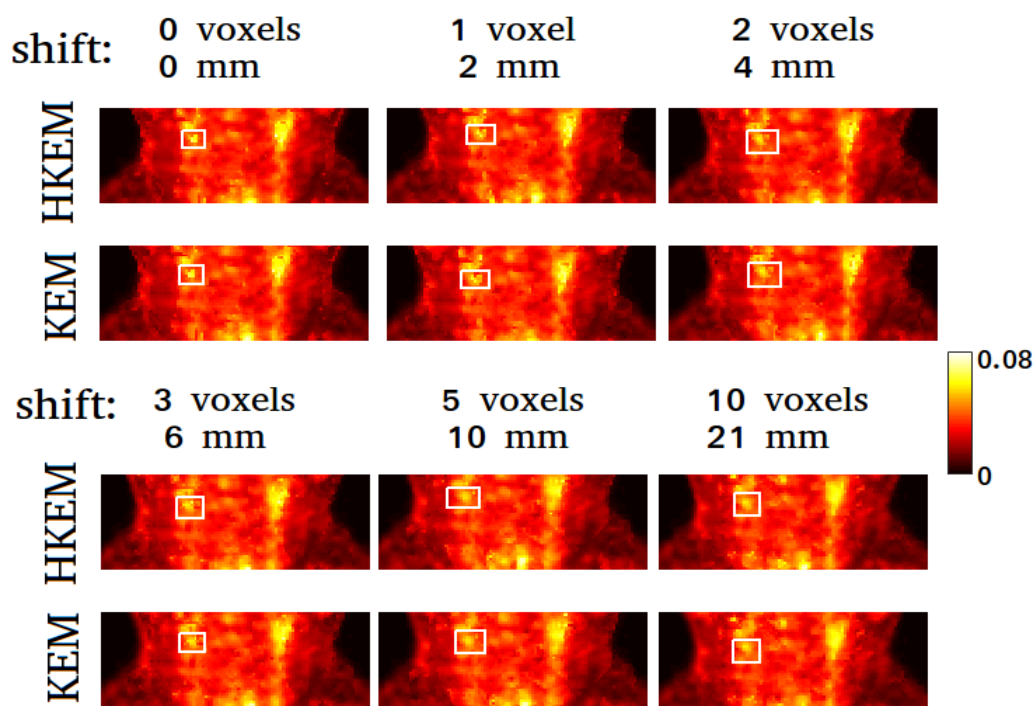 shift:
0 voxels
0 mm
1 voxel
2 mm
2 voxels
4 mm
HKEM
KEM
0.08
0
shift:
3 voxels
6 mm
5 voxels
10 mm
10 voxels
21 mm
HKEM
KEM